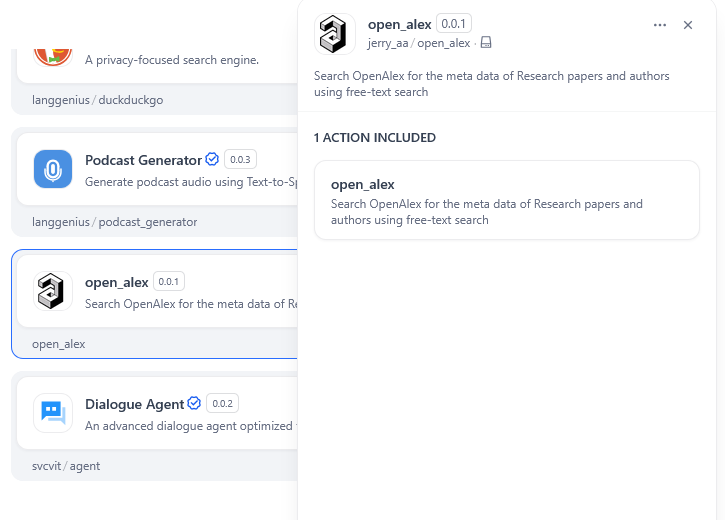 A privacy-focused search engine.
langgenius / duckduckgo
Podcast Generator 0.0.3
Generate podcast audio using Text-to-Sp
langgenius / podcast_generator
open_alex 0.0.1
Search OpenAlex for the meta data of Re
open_alex
Dialogue Agent 0.0.2
An advanced dialogue agent optimized
svcvit / agent
open_alex 0.0.1
jerry_aa / open_alex ·
Search OpenAlex for the meta data of Research papers and authors
using free-text search
1 ACTION INCLUDED
open_alex
Search OpenAlex for the meta data of Research papers and
authors using free-text search